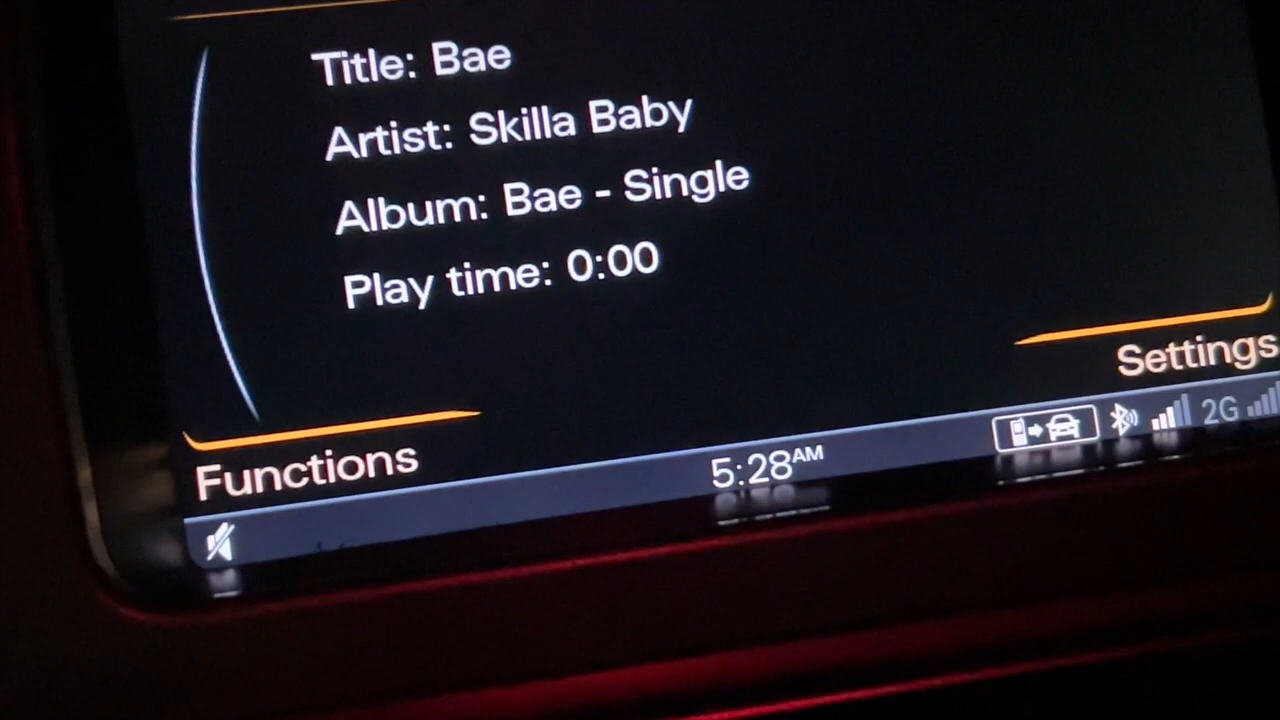 Title: Bae
Artist: Skilla Baby
Album: Bae - Single
Play time: 0:00
Settings
Functions
5:28AM
2G